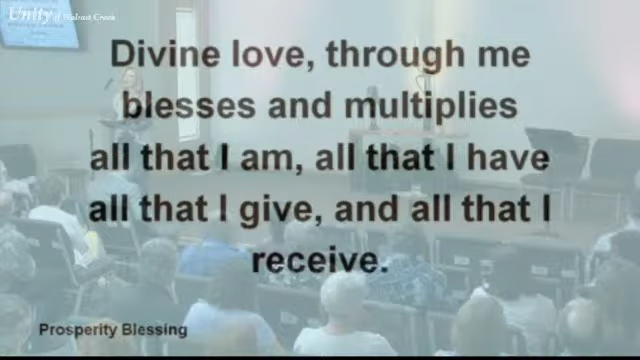 Unity of Walnut Creek
Divine love, through me
blesses and multiplies
all that I am, all that I have
all that I give, and all that I
receive.
Prosperity Blessing